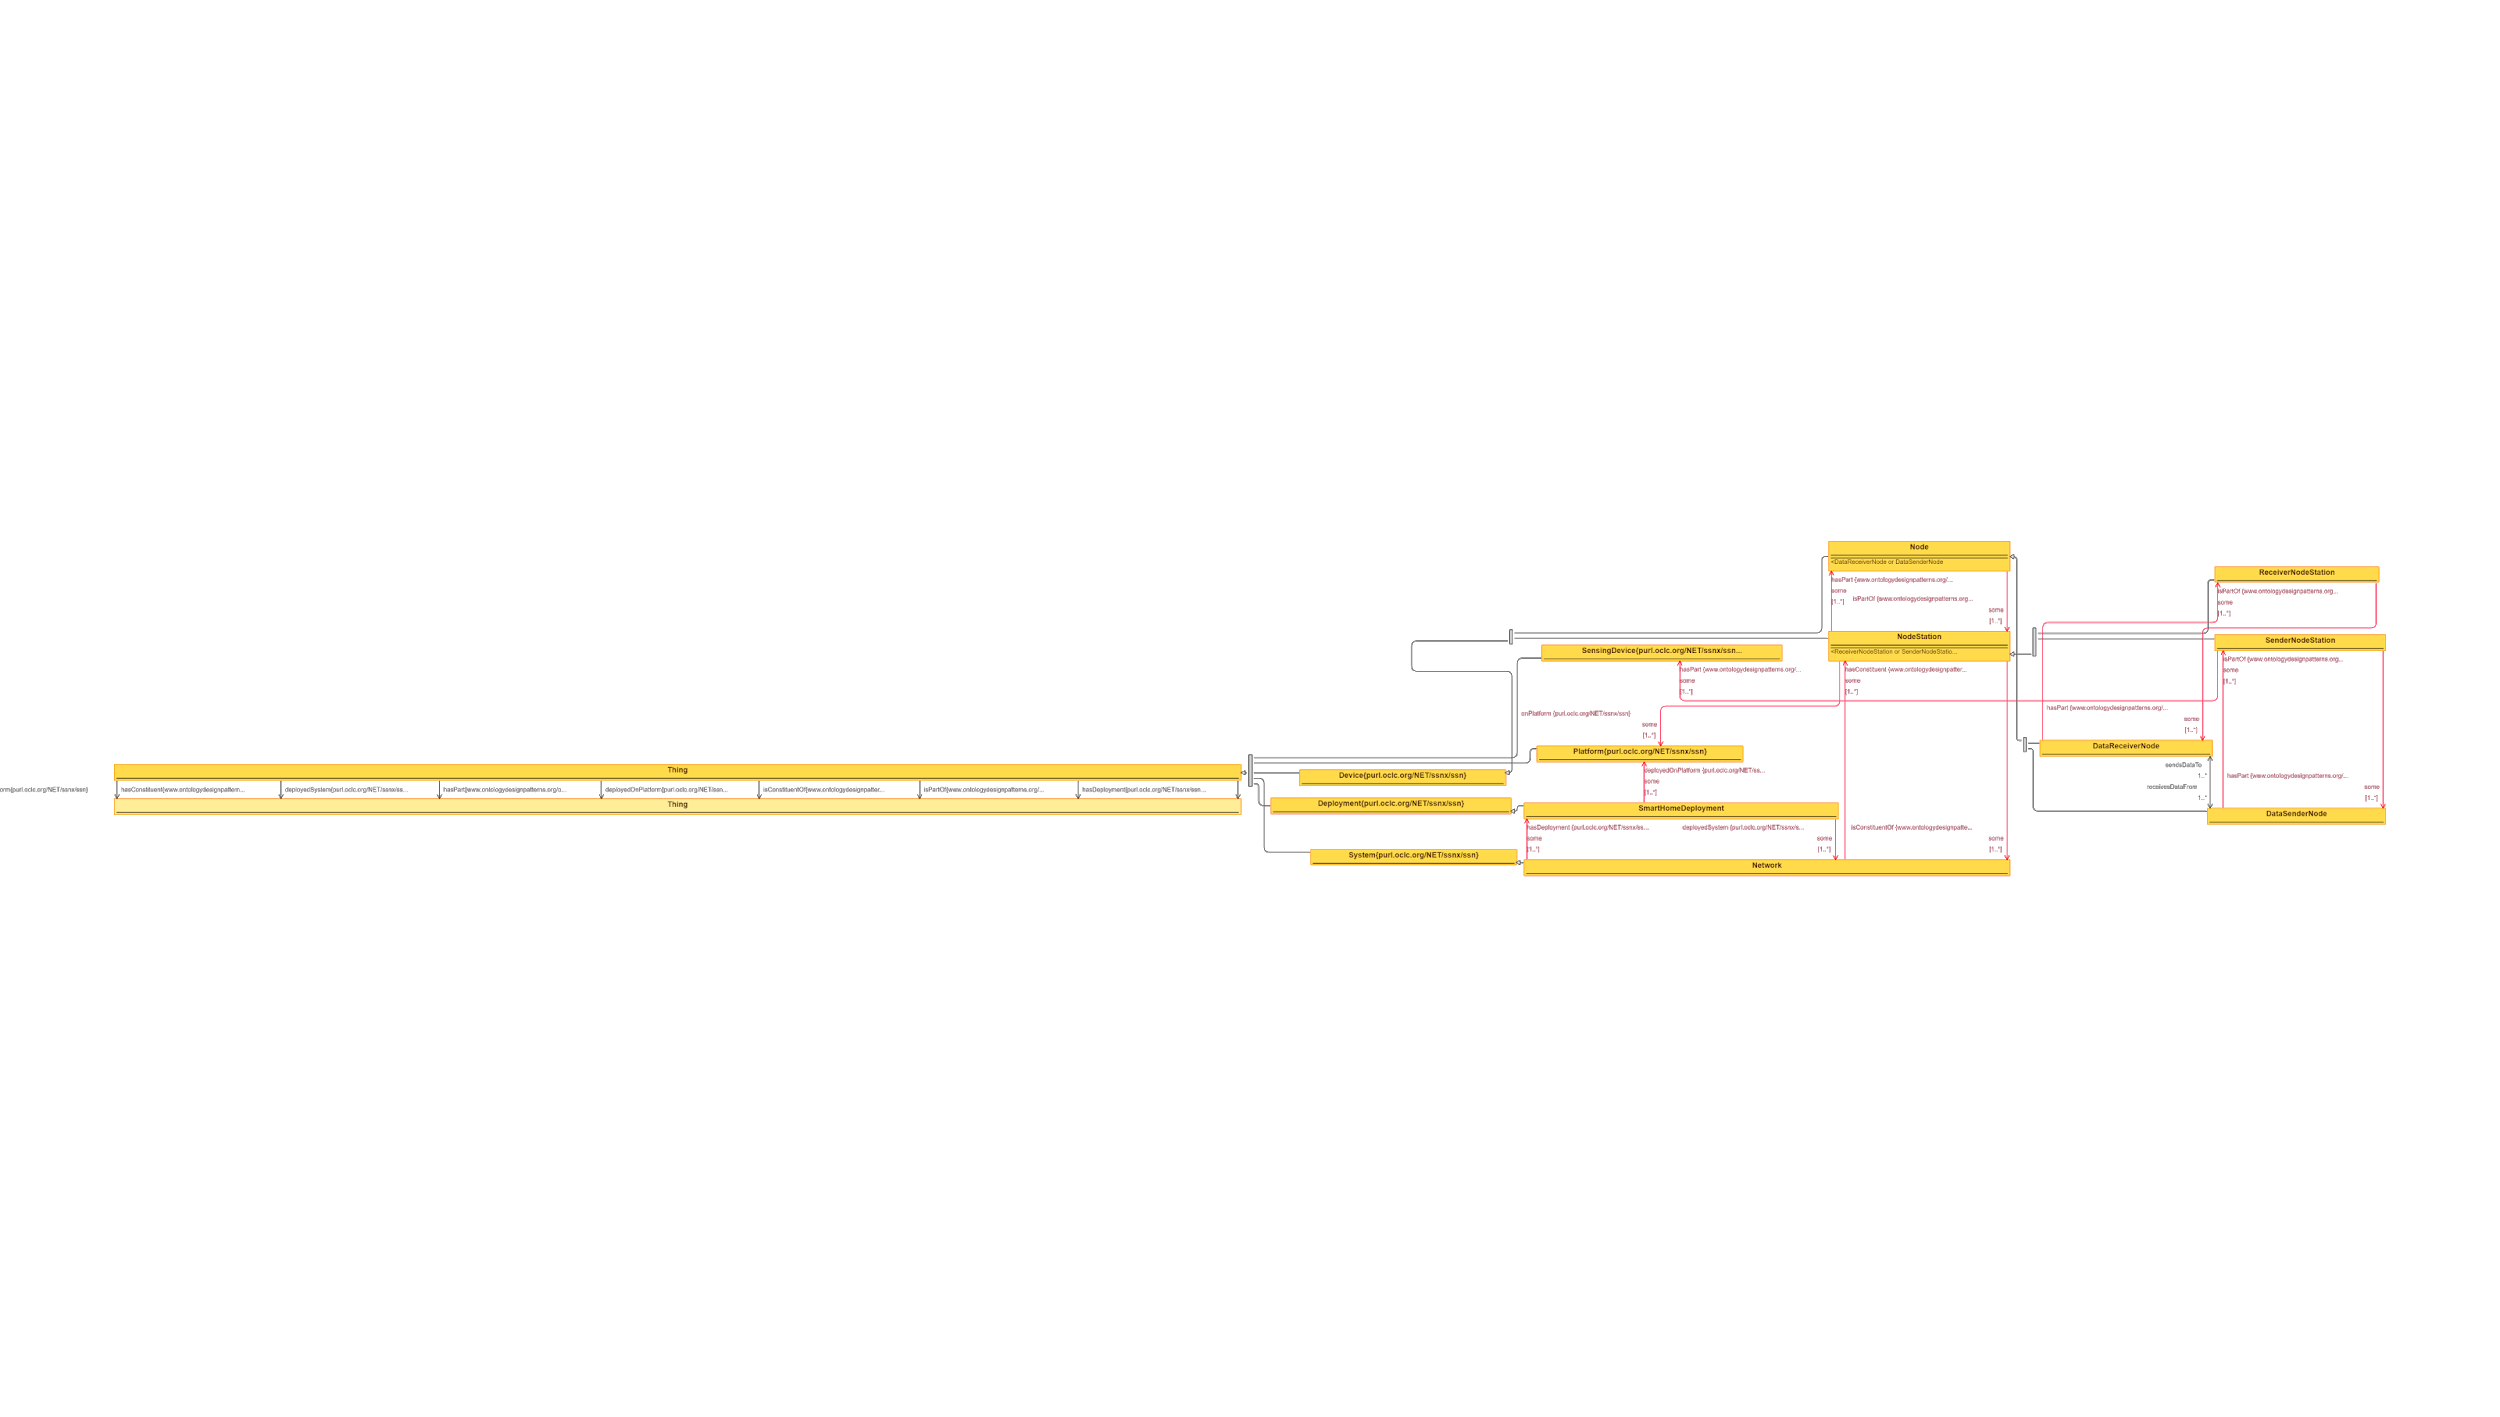 Node
<DataReceiverNode or DataSenderNode
hasPart {www.ontologydesignpatterns.org/...
some
[1..*]
isPartOf {www.ontologydesignpatterns.org...
some
[1..*]
ReceiverNodeStation
isPartOf {www.ontologydesignpatterns.org...
some
[1..*]
NodeStation
<ReceiverNodeStation or SenderNodeStatio...
SenderNodeStation
isPartOf {www.ontologydesignpatterns.org...
some
[1..*]
SensingDevice{purl.oclc.org/NET/ssnx/ssn...
hasPart {www.ontologydesignpatterns.org/...
some
[1..*]
hasConstituent {www.ontologydesignpatter...
some
[1..*]
onPlatform {purl.oclc.org/NET/ssnx/ssn}
some
[1..*]
hasPart {www.ontologydesignpatterns.org/...
some
[1..*]
Platform{purl.oclc.org/NET/ssnx/ssn}
DataReceiverNode
sendsDataTo
1..*
receivesDataFrom
1..*
hasPart {www.ontologydesignpatterns.org/...
some
[1..*]
DataSenderNode
Thing
orm{purl.oclc.org/NET/ssnx/ssn}
hasConstituent{www.ontologydesignpattern...
deployedSystem{purl.oclc.org/NET/ssnx/ss...
hasPart{www.ontologydesignpatterns.org/o...
deployedOnPlatform{purl.oclc.org/NET/ssn...
isConstituentOf{www.ontologydesignpatter...
isPartOf{www.ontologydesignpatterns.org/...
hasDeployment{purl.oclc.org/NET/ssnx/ssn...
Thing
Device{purl.oclc.org/NET/ssnx/ssn}
deployedOnPlatform {purl.oclc.org/NET/ss...
some
[1..*]
Deployment{purl.oclc.org/NET/ssnx/ssn}
SmartHomeDeployment
hasDeployment {purl.oclc.org/NET/ssnx/ss...
some
[1..*]
deployedSystem {purl.oclc.org/NET/ssnx/s...
some
[1..*]
isConstituentOf {www.ontologydesignpatte...
some
[1..*]
System{purl.oclc.org/NET/ssnx/ssn}
Network